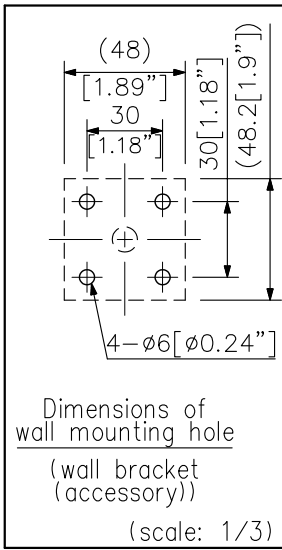 (48)
[1.89”]
30
[1.18”]
30[1.18”]
(48.2[1.9”])
4-ø6[ø0.24”]
Dimensions of
wall mounting hole
(wall bracket
(accessory))
(scale: 1/3)